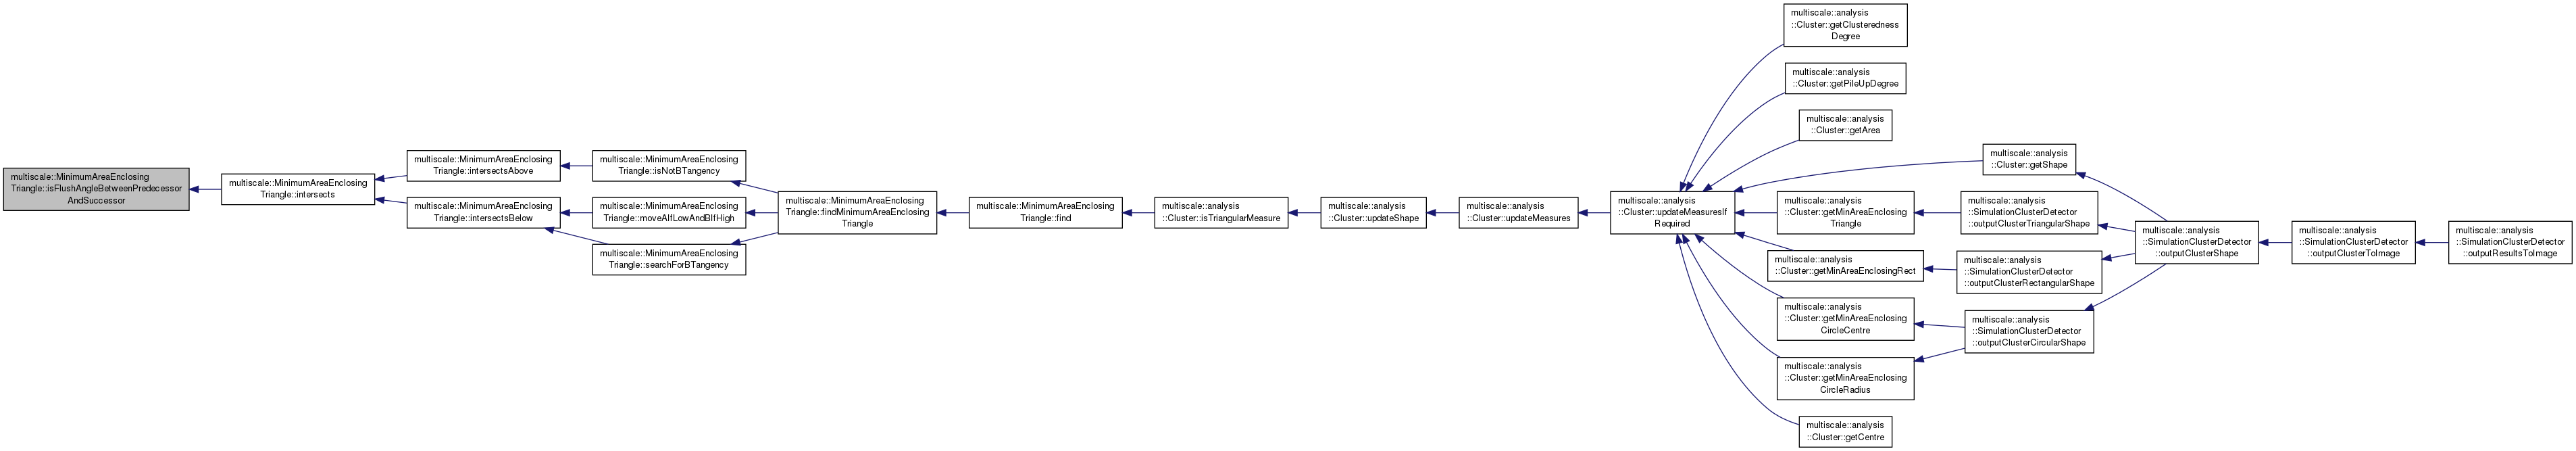 multiscale::MinimumAreaEnclosing
Triangle::isFlushAngleBetweenPredecessor
AndSuccessor
multiscale::MinimumAreaEnclosing
Triangle::intersects
multiscale::MinimumAreaEnclosing
Triangle::intersectsAbove
multiscale::MinimumAreaEnclosing
Triangle::intersectsBelow
multiscale::MinimumAreaEnclosing
Triangle::isNotBTangency
multiscale::MinimumAreaEnclosing
Triangle::moveAIfLowAndBIfHigh
multiscale::MinimumAreaEnclosing
Triangle::searchForBTangency
multiscale::MinimumAreaEnclosing
Triangle::findMinimumAreaEnclosing
Triangle
multiscale::MinimumAreaEnclosing
Triangle::find
multiscale::analysis
::Cluster::isTriangularMeasure
multiscale::analysis
::Cluster::updateShape
multiscale::analysis
::Cluster::updateMeasures
multiscale::analysis
::Cluster::updateMeasuresIf
Required
multiscale::analysis
::Cluster::getClusteredness
Degree
multiscale::analysis
::Cluster::getPileUpDegree
multiscale::analysis
::Cluster::getArea
multiscale::analysis
::Cluster::getShape
multiscale::analysis
::Cluster::getMinAreaEnclosing
Triangle
multiscale::analysis
::Cluster::getMinAreaEnclosingRect
multiscale::analysis
::Cluster::getMinAreaEnclosing
CircleCentre
multiscale::analysis
::Cluster::getMinAreaEnclosing
CircleRadius
multiscale::analysis
::Cluster::getCentre
multiscale::analysis
::SimulationClusterDetector
::outputClusterTriangularShape
multiscale::analysis
::SimulationClusterDetector
::outputClusterRectangularShape
multiscale::analysis
::SimulationClusterDetector
::outputClusterCircularShape
multiscale::analysis
::SimulationClusterDetector
::outputClusterShape
multiscale::analysis
::SimulationClusterDetector
::outputClusterToImage
multiscale::analysis
::SimulationClusterDetector
::outputResultsToImage